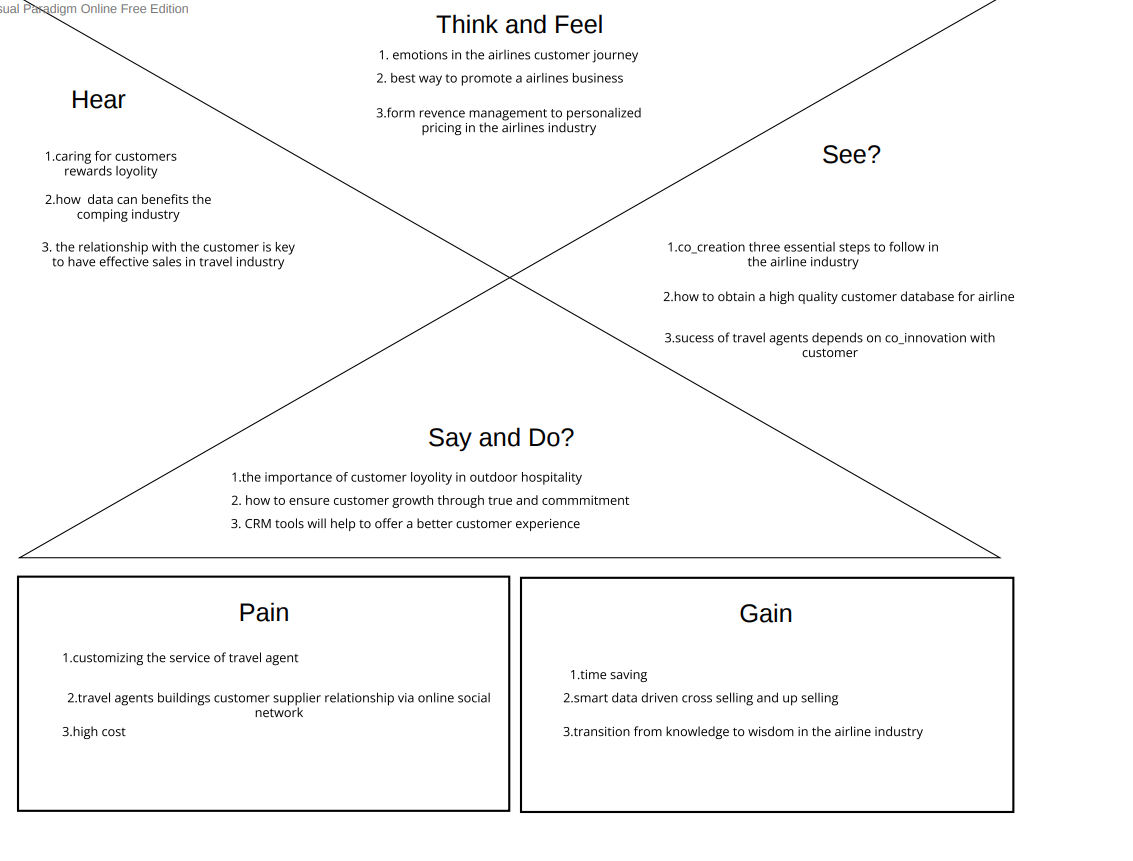 sual Paradigm Online Free Edition
Think and Feel
1. emotions in the airlines customer journey
2. best way to promote a airlines business
3.form revence management to personalized
pricing in the airlines industry
Hear
1.caring for customers
rewards loyolity
2.how  data can benefits the
comping industry
3. the relationship with the customer is key
to have effective sales in travel industry
See?
1.co_creation three essential steps to follow in
the airline industry
2.how to obtain a high quality customer database for airline
3.sucess of travel agents depends on co_innovation with
customer
Say and Do?
1.the importance of customer loyolity in outdoor hospitality
2. how to ensure customer growth through true and commmitment
3. CRM tools will help to offer a better customer experience
Pain
1.customizing the service of travel agent
2.travel agents buildings customer supplier relationship via online social
network
3.high cost
Gain
1.time saving
2.smart data driven cross selling and up selling
3.transition from knowledge to wisdom in the airline industry